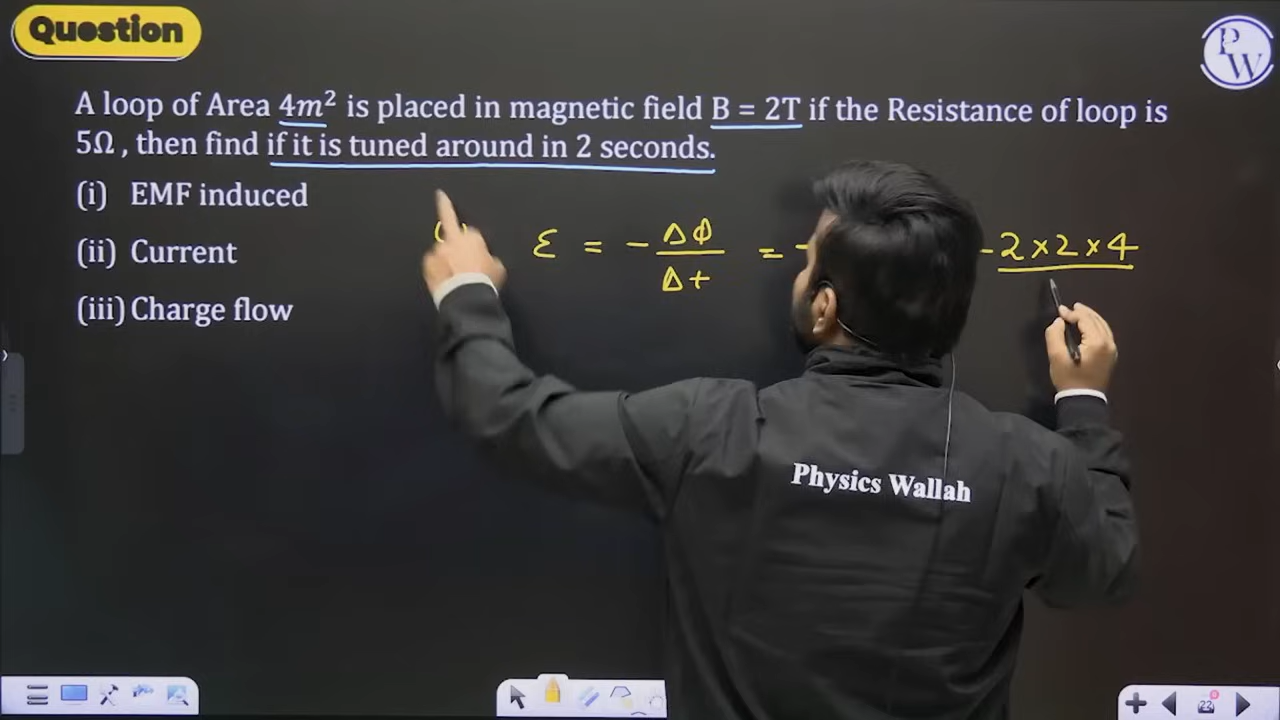 Question
PW
A loop of Area 4m² is placed in magnetic field B = 2T if the Resistance of loop is
5Ω , then find if it is tuned around in 2 seconds.
(i) EMF induced
(ii) Current
(iii) Charge flow
ε = - Δϕ / Δt = - - 2×2×4
Physics Wallah
22